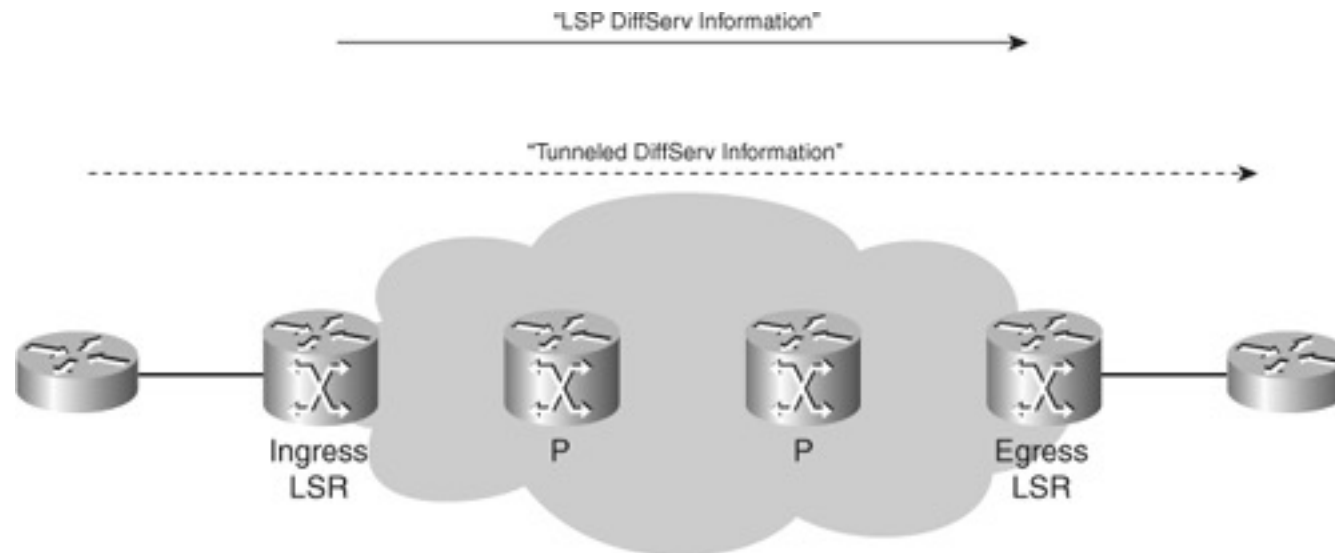 “LSP DiffServ Information”
“Tunneled DiffServ Information”
Ingress
LSR
P
P
Egress
LSR